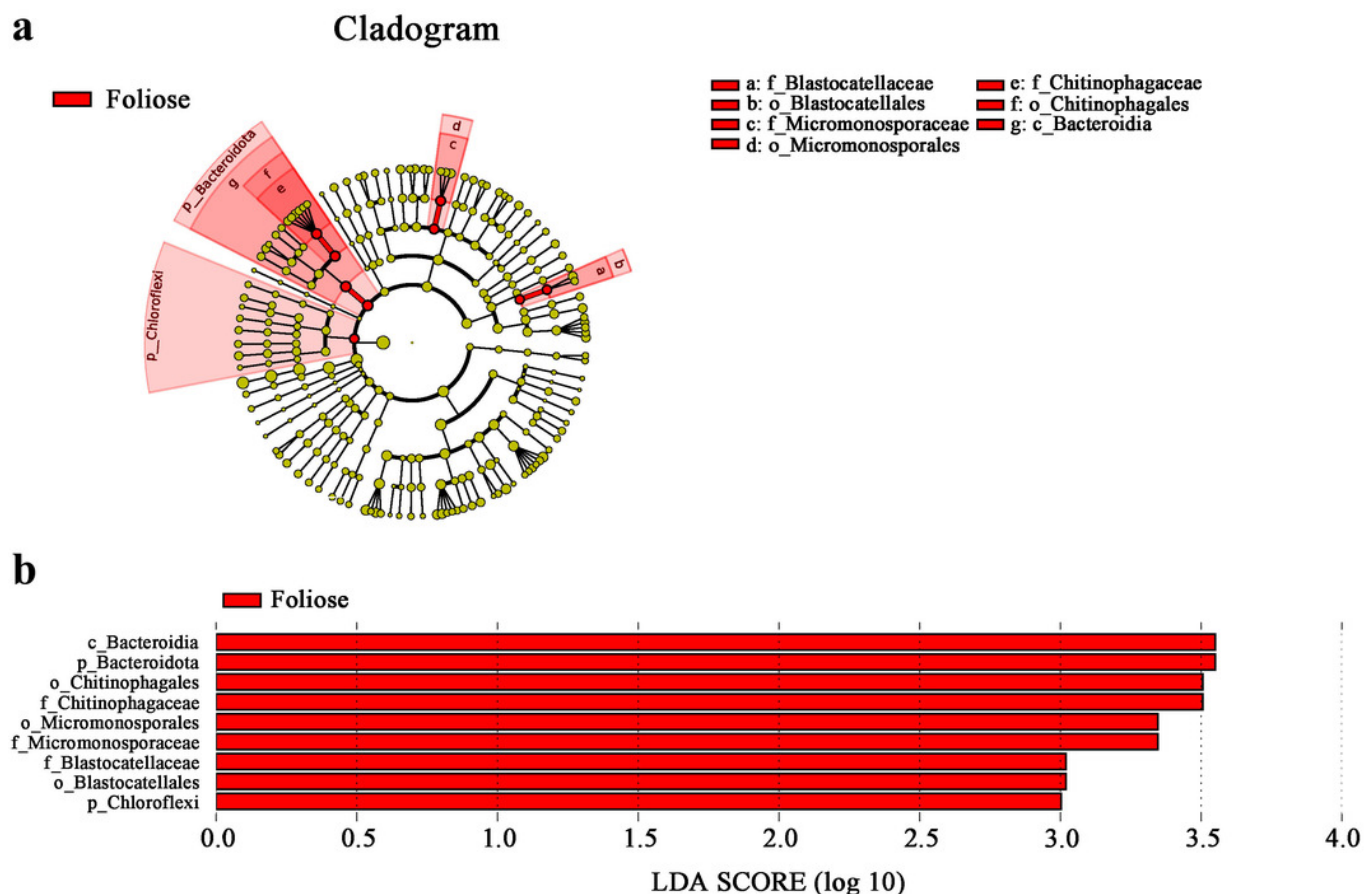 a
Cladogram
Foliose
a: f_Blastocatellaceae
b: o_Blastocatellales
c: f_Micromonosporaceae
d: o_Micromonosporales
e: f_Chitinophagaceae
f: o_Chitinophagales
g: c_Bacteroidia
p__Bacteroidota
g
f
e
d
c
a
b
p__Chloroflexi
b
Foliose
c_Bacteroidia
p_Bacteroidota
o_Chitinophagales
f_Chitinophagaceae
o_Micromonosporales
f_Micromonosporaceae
f_Blastocatellaceae
o_Blastocatellales
p_Chloroflexi
0.0 0.5 1.0 1.5 2.0 2.5 3.0 3.5 4.0
LDA SCORE (log 10)